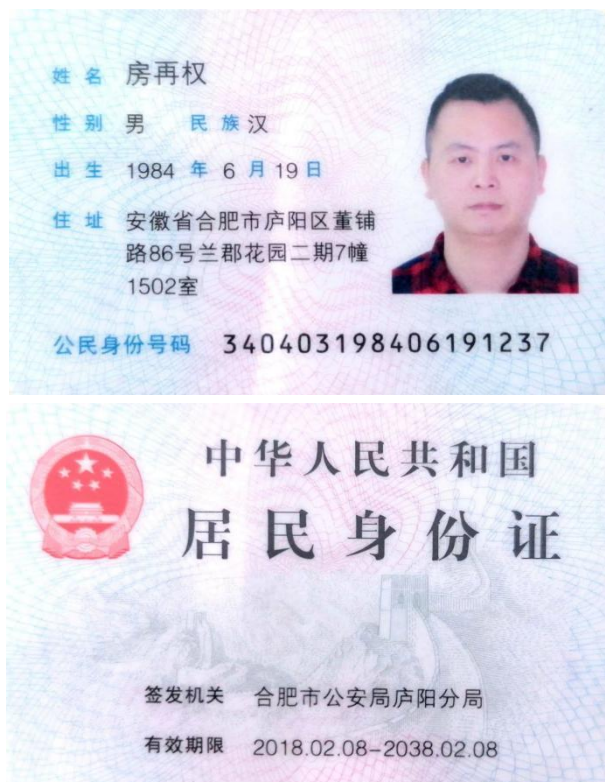 姓名 房再权
性别 男 民族 汉
出生 1984 年 6 月 19 日
住址 安徽省合肥市庐阳区董铺
路86号兰郡花园二期7幢
1502室
公民身份号码 340403198406191237
中华人民共和国
居民身份证
签发机关 合肥市公安局庐阳分局
有效期限 2018.02.08-2038.02.08